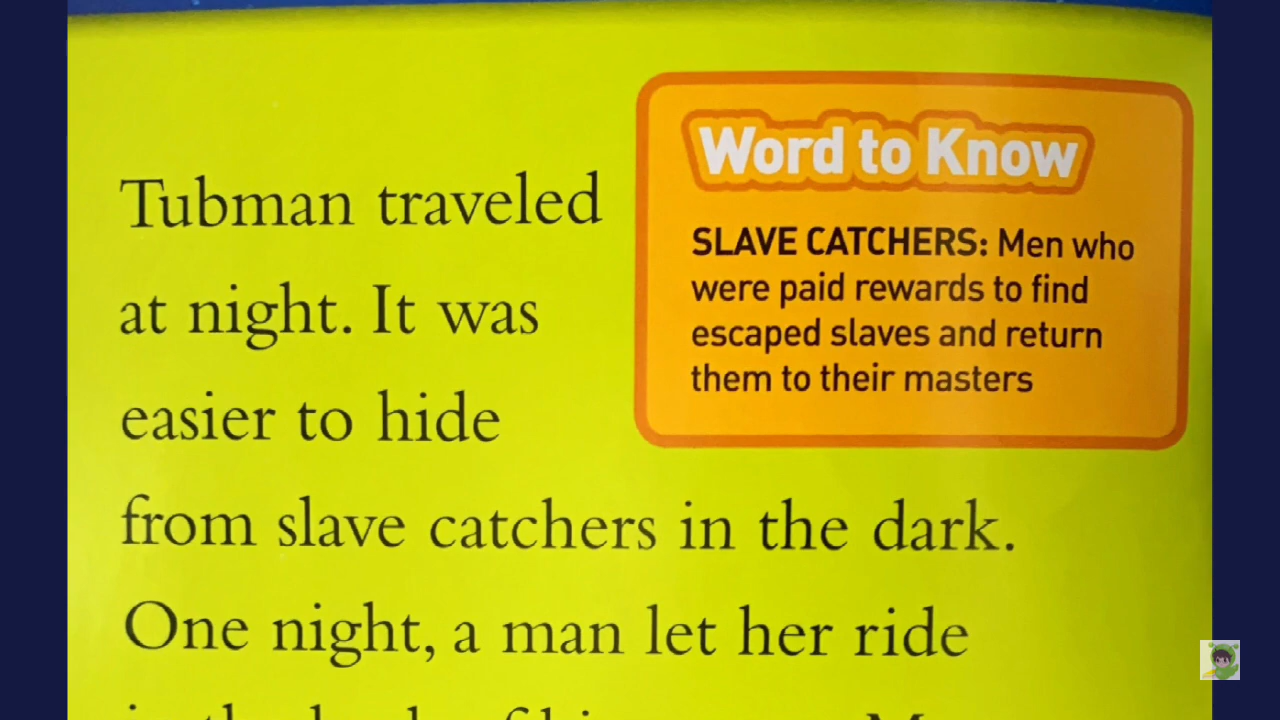 Tubman traveled
at night. It was
easier to hide
from slave catchers in the dark.
One night, a man let her ride
Word to Know
SLAVE CATCHERS: Men who
were paid rewards to find
escaped slaves and return
them to their masters